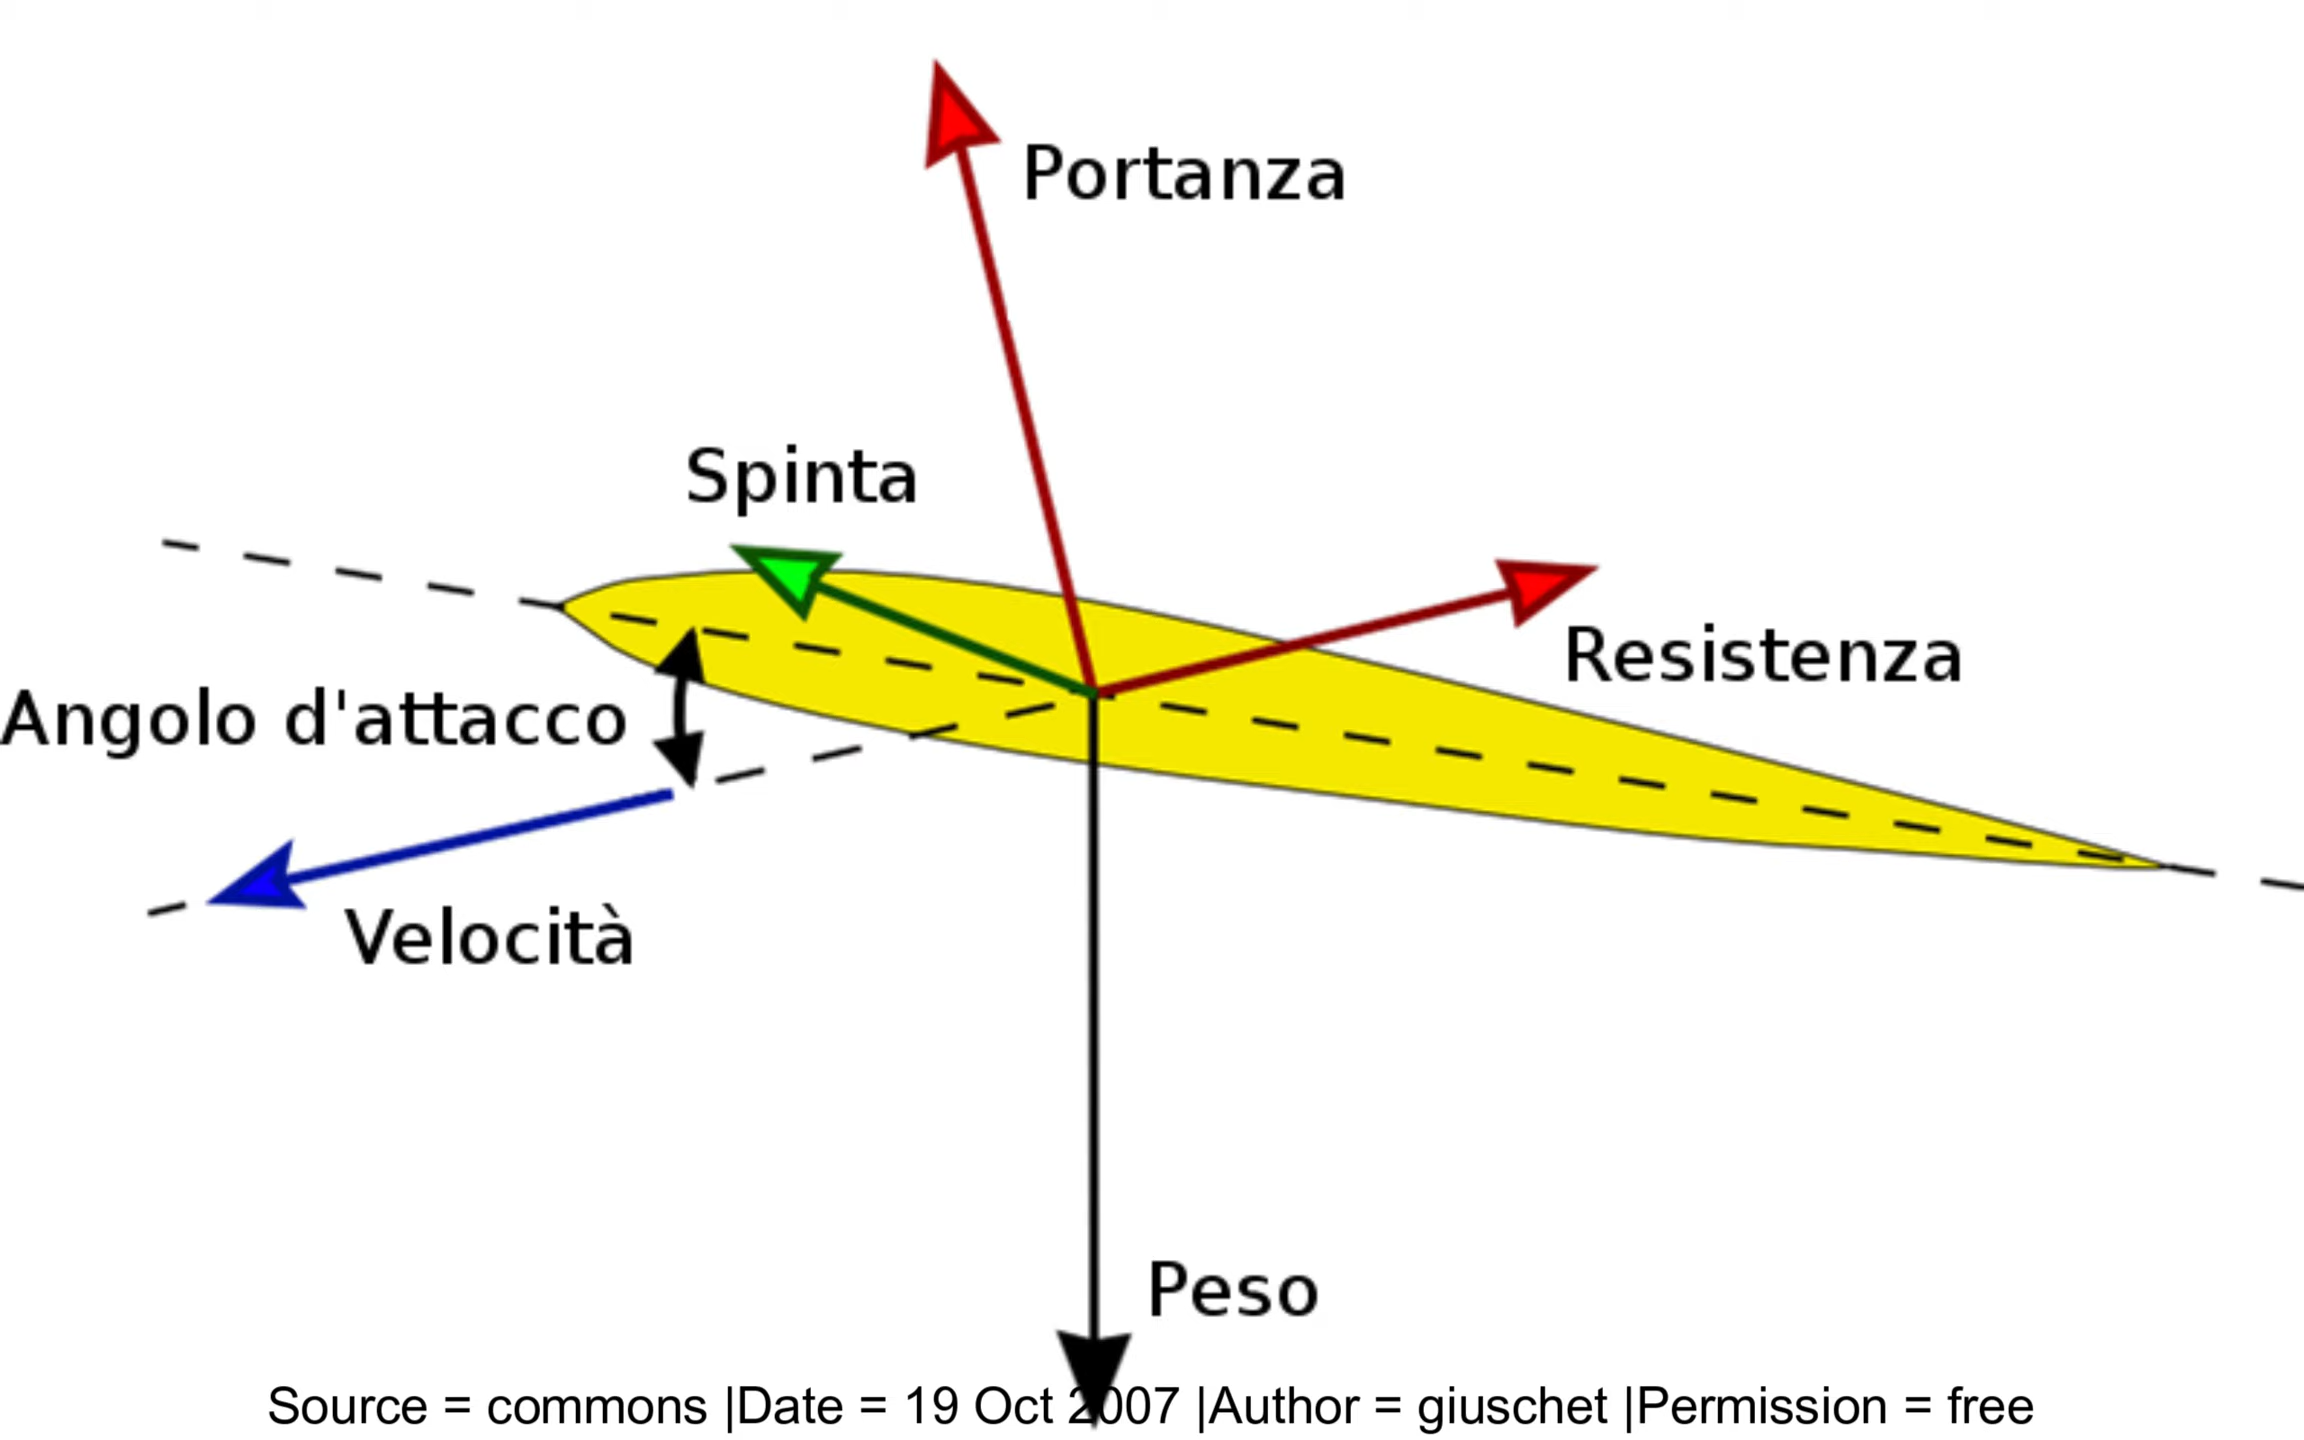 Portanza
Spinta
Resistenza
Angolo d'attacco
Velocità
Peso
Source = commons |Date = 19 Oct 2007 |Author = giuschet |Permission = free